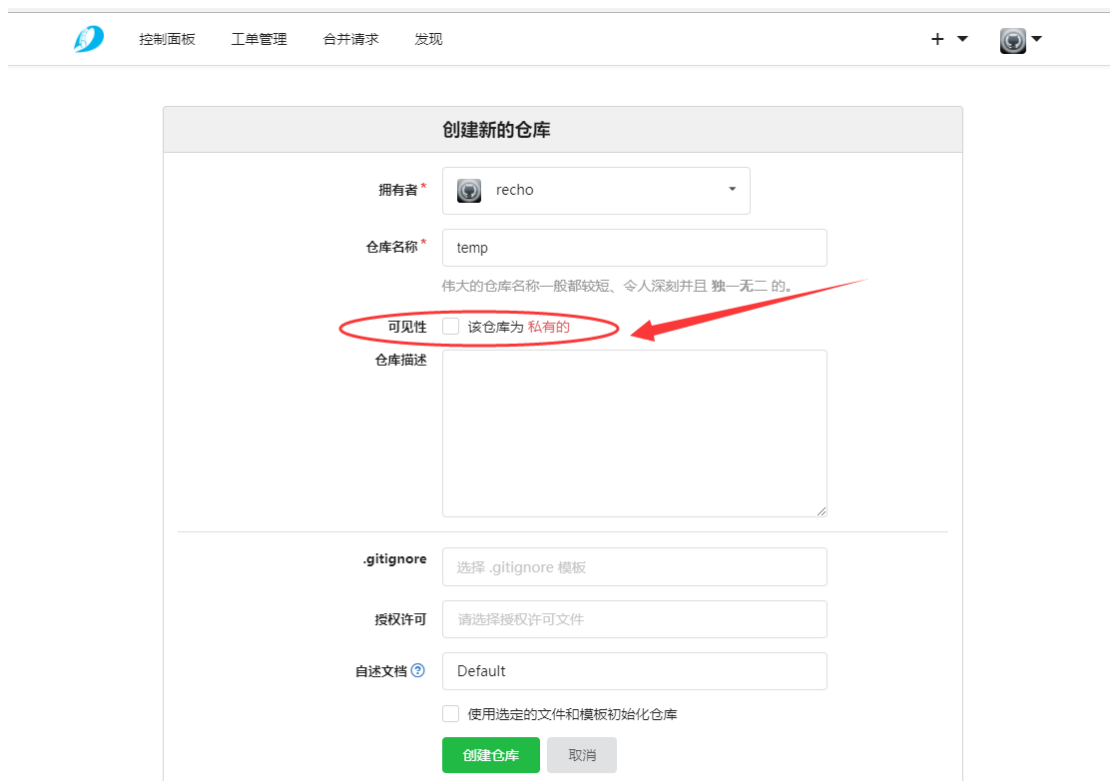 控制面板 工单管理 合并请求 发现
创建新的仓库
拥有者* recho
仓库名称* temp
伟大的仓库名称一般都较短、令人深刻并且 独一无二 的。
可见性 该仓库为 私有的
仓库描述
.gitignore 选择 .gitignore 模板
授权许可 请选择授权许可文件
自述文档 Default
使用选定的文件和模板初始化仓库
创建仓库 取消